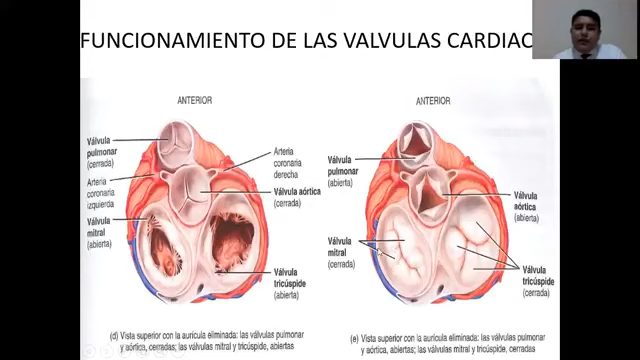 FUNCIONAMIENTO DE LAS VALVULAS CARDIAC
ANTERIOR
Válvula
pulmonar
(cerrada)
Arteria
coronaria
izquierda
Válvula
mitral
(abierta)
Arteria
coronaria
derecha
Válvula aórtica
(cerrada)
Válvula
tricúspide
(abierta)
(d) Vista superior con la aurícula eliminada: las válvulas pulmonar
y aórtica, cerradas; las válvulas mitral y tricúspide, abiertas
ANTERIOR
Válvula
pulmonar
(abierta)
Válvula
mitral
(cerrada)
Válvula
aórtica
(abierta)
Válvula
tricúspide
(cerrada)
(e) Vista superior con la aurícula eliminada: las válvulas pulmonar
y aórtica, abiertas; las válvulas mitral y tricúspide, cerradas